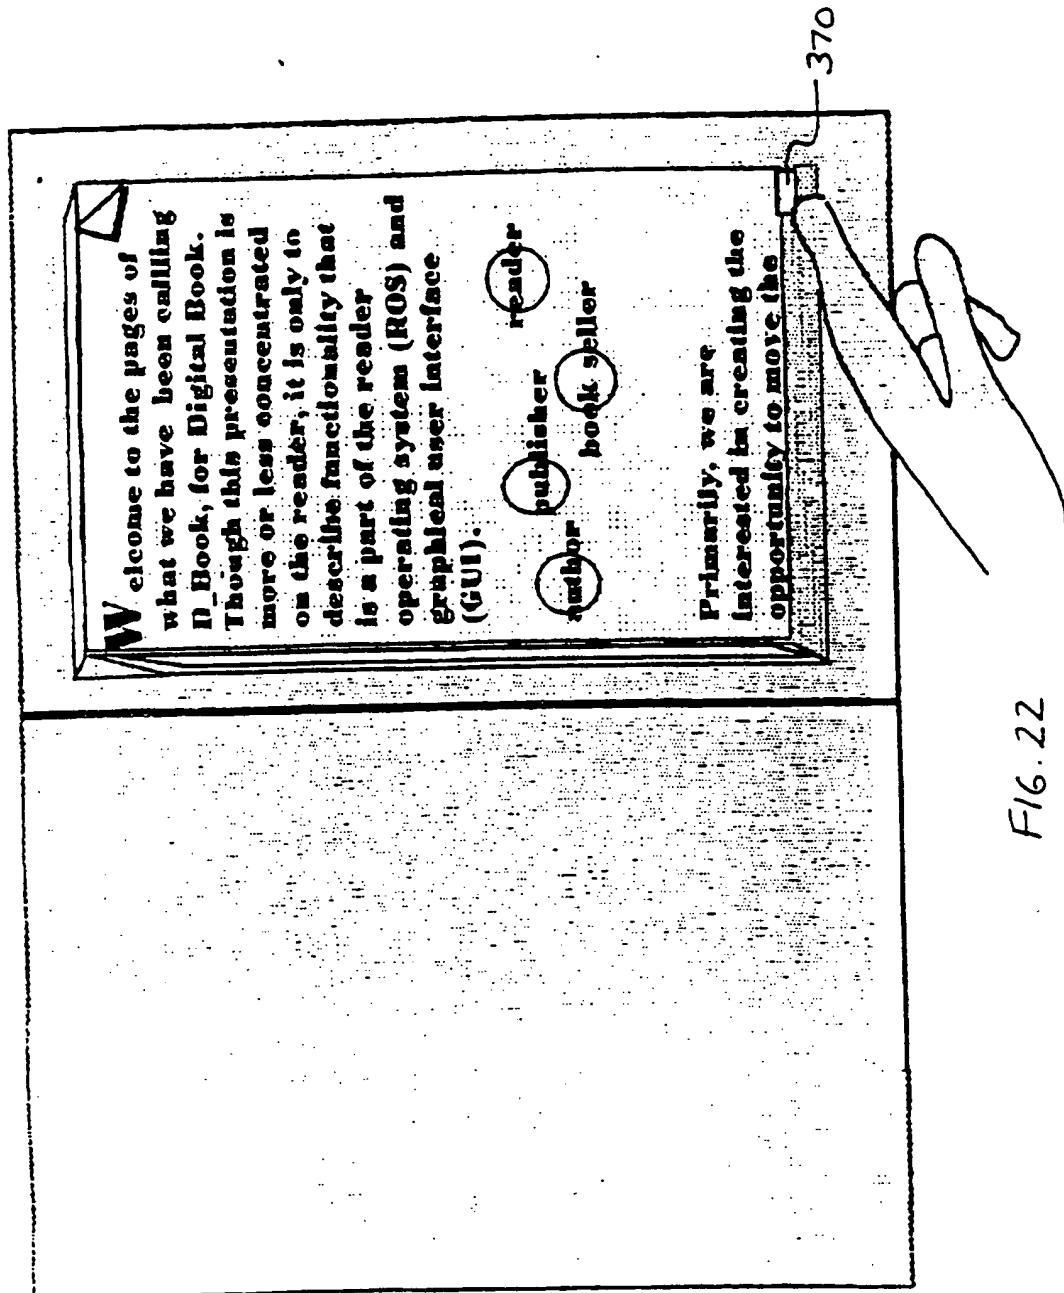 Welcome to the pages of
what we have been callling
D_Book, for Digital Book.
Though this presentation is
more or less concentrated
on the reader, it is only to
describe functionality that
is a part of the reader
operating system (ROS) and
graphical user interface
(GUI).
author
publisher
book seller
reader
Primarily, we are
interested in creating the
opportunity to move the
370
FIG. 22